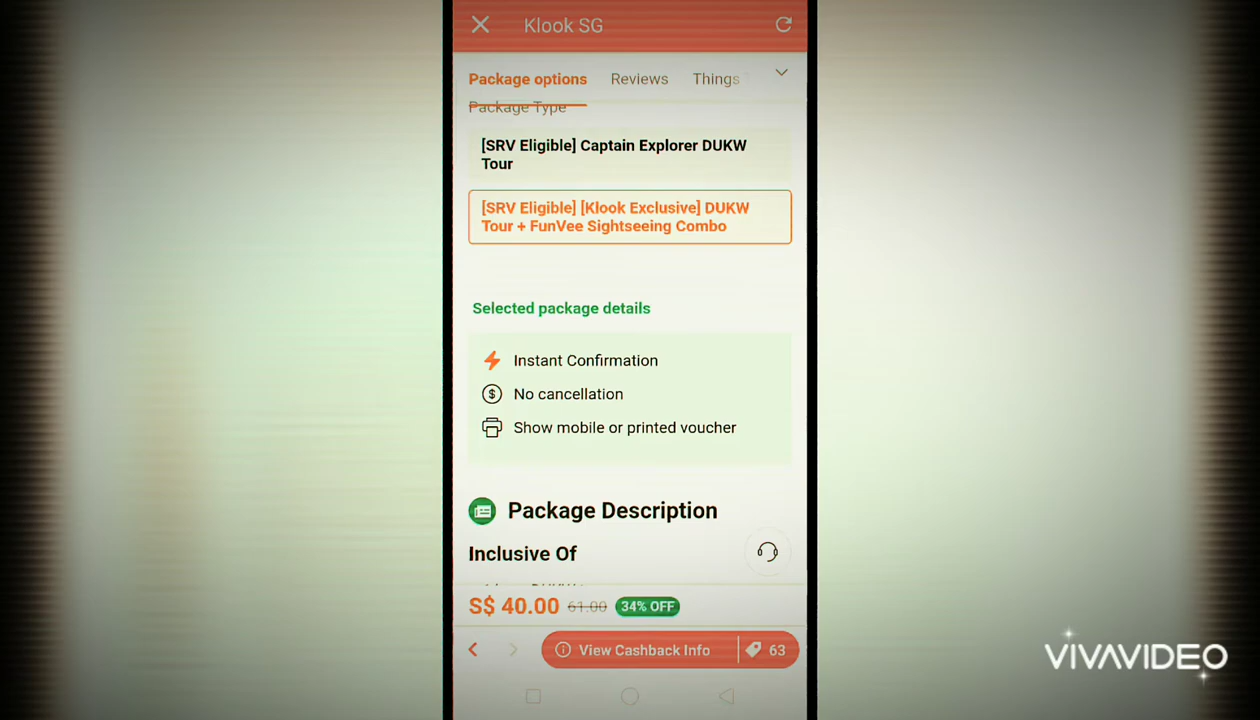 Klook SG
Package options Reviews Things
Package Type
[SRV Eligible] Captain Explorer DUKW
Tour
[SRV Eligible] [Klook Exclusive] DUKW
Tour + FunVee Sightseeing Combo
Selected package details
Instant Confirmation
No cancellation
Show mobile or printed voucher
Package Description
Inclusive Of
S$ 40.00 61.00 34% OFF
View Cashback Info 63
VIVAVIDEO